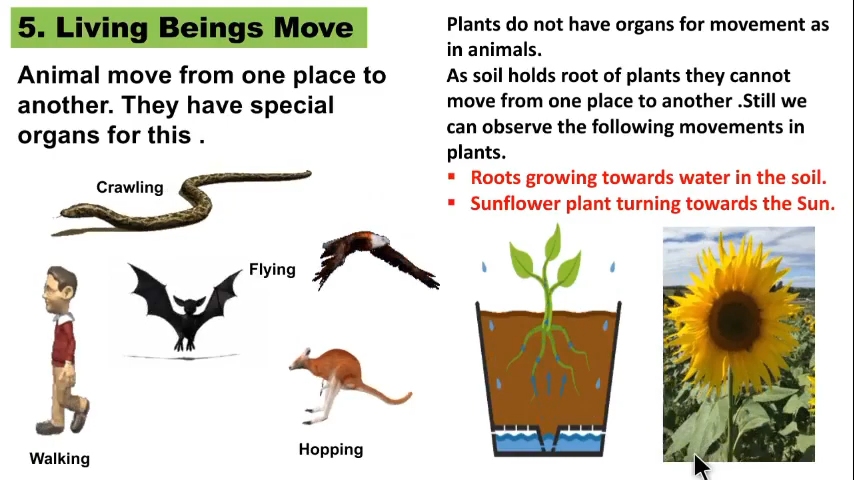 5. Living Beings Move
Animal move from one place to
another. They have special
organs for this .
Crawling
Flying
Walking
Hopping
Plants do not have organs for movement as
in animals.
As soil holds root of plants they cannot
move from one place to another .Still we
can observe the following movements in
plants.
▪ Roots growing towards water in the soil.
▪ Sunflower plant turning towards the Sun.